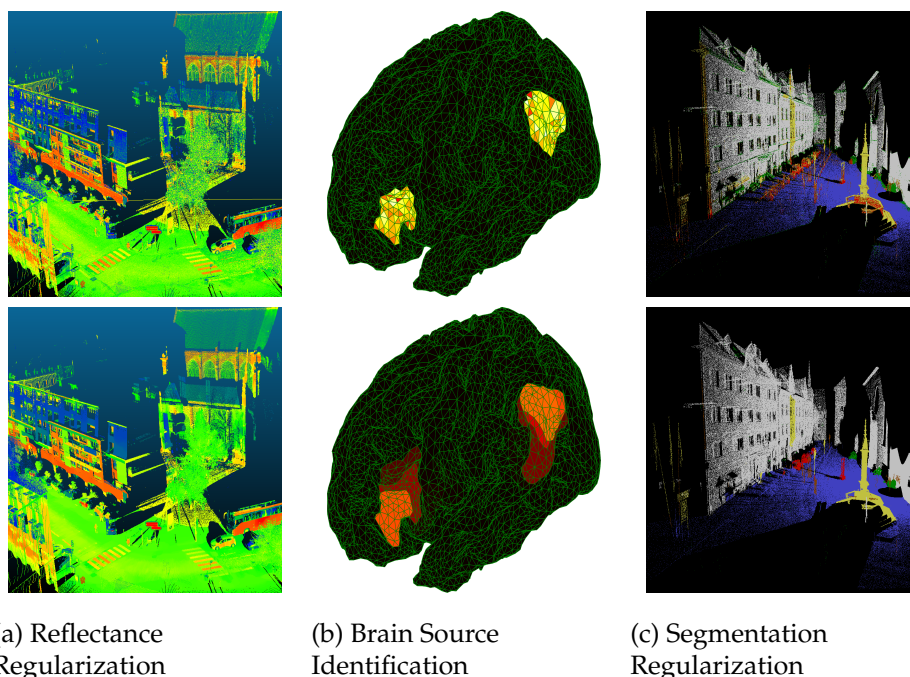 (a) Reflectance
Regularization
(b) Brain Source
Identification
(c) Segmentation
Regularization